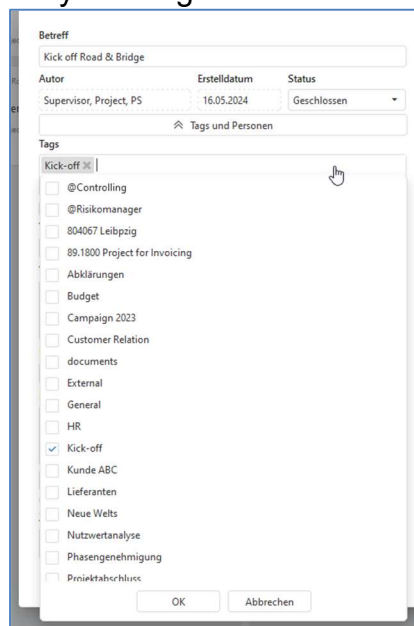 Betreff
Kick off Road & Bridge
Autor Erstelldatum Status
Supervisor, Project, PS 16.05.2024 Geschlossen
Tags und Personen
Tags
Kick-off
@Controlling
@Risikomanager
804067 Leibpzig
89.1800 Project for Invoicing
Abklärungen
Budget
Campaign 2023
Customer Relation
documents
External
General
HR
Kick-off
Kunde ABC
Lieferanten
Neue Welts
Nutzwertanalyse
Phasengenehmigung
Projektabschluss
OK Abbrechen